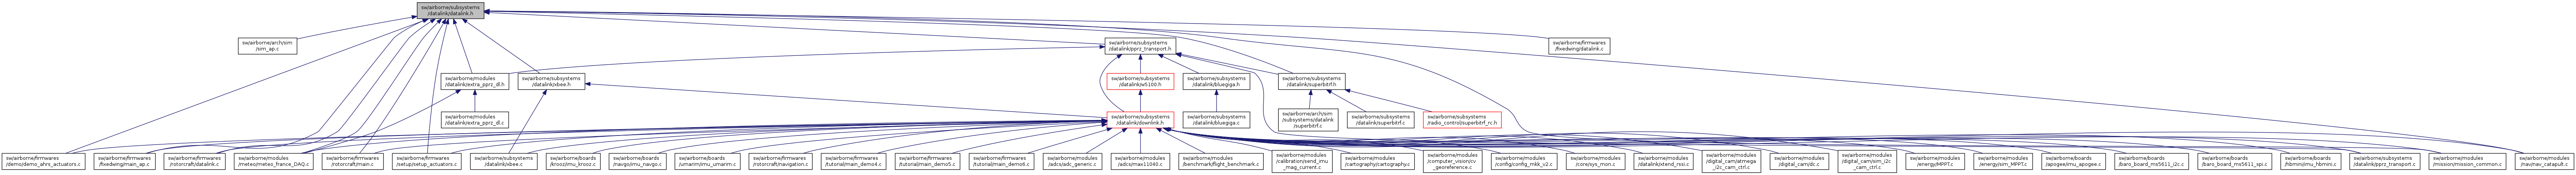 sw/airborne/subsystems
/datalink/datalink.h
sw/airborne/arch/sim
/sim_ap.c
sw/airborne/subsystems
/datalink/pprz_transport.h
sw/airborne/firmwares
/fixedwing/datalink.c
sw/airborne/modules
/datalink/extra_pprz_dl.h
sw/airborne/subsystems
/datalink/xbee.h
sw/airborne/subsystems
/datalink/w5100.h
sw/airborne/subsystems
/datalink/bluegiga.h
sw/airborne/subsystems
/datalink/superbitrf.h
sw/airborne/modules
/datalink/extra_pprz_dl.c
sw/airborne/subsystems
/datalink/downlink.h
sw/airborne/subsystems
/datalink/bluegiga.c
sw/airborne/arch/sim
/subsystems/datalink
/superbitrf.c
sw/airborne/subsystems
/datalink/superbitrf.c
sw/airborne/subsystems
/radio_control/superbitrf_rc.h
sw/airborne/firmwares
/demo/demo_ahrs_actuators.c
sw/airborne/firmwares
/fixedwing/main_ap.c
sw/airborne/firmwares
/rotorcraft/datalink.c
sw/airborne/modules
/meteo/meteo_france_DAQ.c
sw/airborne/firmwares
/rotorcraft/main.c
sw/airborne/firmwares
/setup/setup_actuators.c
sw/airborne/subsystems
/datalink/xbee.c
sw/airborne/boards
/krooz/imu_krooz.c
sw/airborne/boards
/navgo/imu_navgo.c
sw/airborne/boards
/umarim/imu_umarim.c
sw/airborne/firmwares
/rotorcraft/navigation.c
sw/airborne/firmwares
/tutorial/main_demo4.c
sw/airborne/firmwares
/tutorial/main_demo5.c
sw/airborne/firmwares
/tutorial/main_demo6.c
sw/airborne/modules
/adcs/adc_generic.c
sw/airborne/modules
/adcs/max11040.c
sw/airborne/modules
/benchmark/flight_benchmark.c
sw/airborne/modules
/calibration/send_imu
_mag_current.c
sw/airborne/modules
/cartography/cartography.c
sw/airborne/modules
/computer_vision/cv
_georeference.c
sw/airborne/modules
/config/config_mkk_v2.c
sw/airborne/modules
/core/sys_mon.c
sw/airborne/modules
/datalink/xtend_rssi.c
sw/airborne/modules
/digital_cam/atmega
_i2c_cam_ctrl.c
sw/airborne/modules
/digital_cam/dc.c
sw/airborne/modules
/digital_cam/sim_i2c
_cam_ctrl.c
sw/airborne/modules
/energy/MPPT.c
sw/airborne/modules
/energy/sim_MPPT.c
sw/airborne/boards
/apogee/imu_apogee.c
sw/airborne/boards
/baro_board_ms5611_i2c.c
sw/airborne/boards
/baro_board_ms5611_spi.c
sw/airborne/boards
/hbmini/imu_hbmini.c
sw/airborne/subsystems
/datalink/pprz_transport.c
sw/airborne/modules
/mission/mission_common.c
sw/airborne/modules
/nav/nav_catapult.c